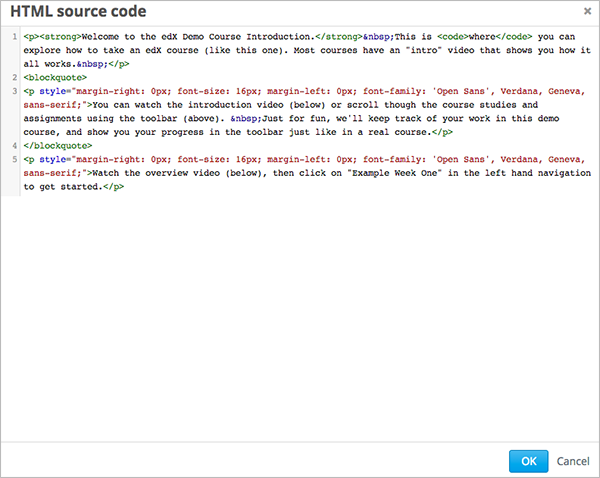 HTML source code ×
1 <p><strong>Welcome to the edX Demo Course Introduction.</strong>&nbsp;This is <code>where</code> you can
explore how to take an edX course (like this one). Most courses have an "intro" video that shows you how it
all works.&nbsp;</p>
2 <blockquote>
3 <p style="margin-right: 0px; font-size: 16px; margin-left: 0px; font-family: 'Open Sans', Verdana, Geneva,
sans-serif;">You can watch the introduction video (below) or scroll though the course studies and
assignments using the toolbar (above). &nbsp;Just for fun, we'll keep track of your work in this demo
course, and show you your progress in the toolbar just like in a real course.</p>
4 </blockquote>
5 <p style="margin-right: 0px; font-size: 16px; margin-left: 0px; font-family: 'Open Sans', Verdana, Geneva,
sans-serif;">Watch the overview video (below), then click on "Example Week One" in the left hand navigation
to get started.</p>
OK Cancel